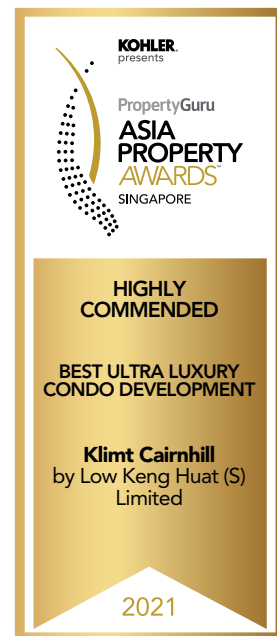 KOHLER.
presents
PropertyGuru
ASIA
PROPERTY
AWARDS™
SINGAPORE
HIGHLY
COMMENDED
BEST ULTRA LUXURY
CONDO DEVELOPMENT
Klimt Cairnhill
by Low Keng Huat (S)
Limited
2021